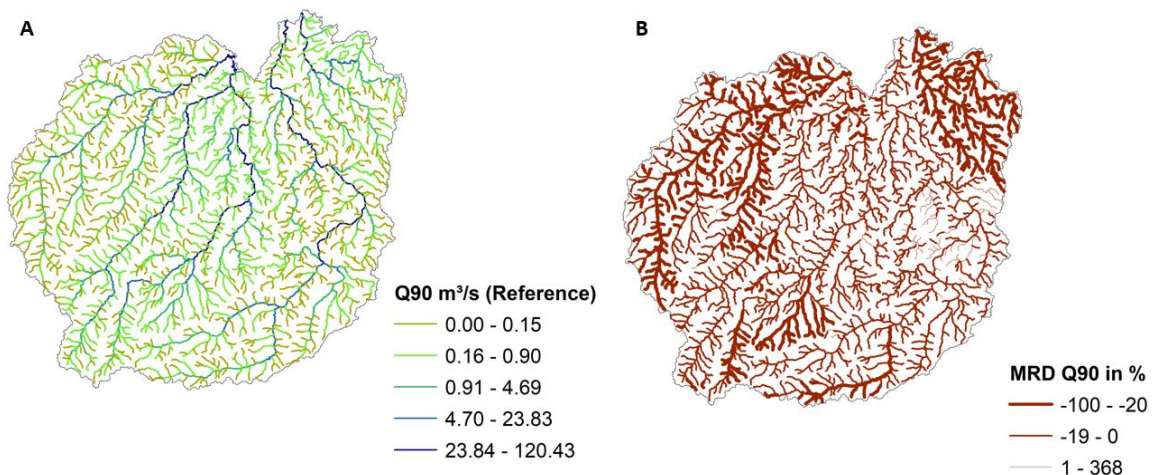 A
B
Q90 m³/s (Reference)
0.00 - 0.15
0.16 - 0.90
0.91 - 4.69
4.70 - 23.83
23.84 - 120.43
MRD Q90 in %
-100 - -20
-19 - 0
1 - 368